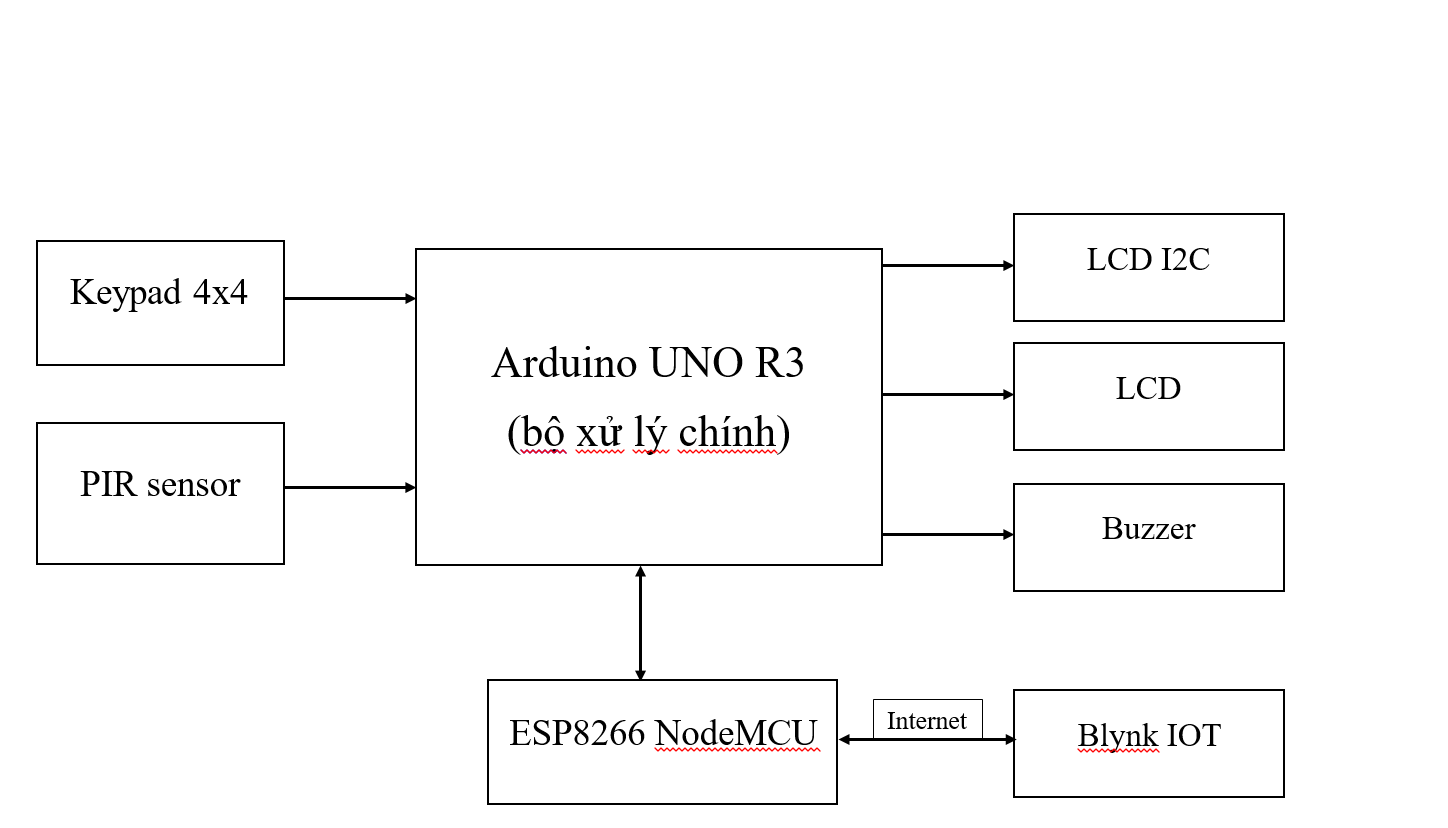 Keypad 4x4
PIR sensor
Arduino UNO R3
(bộ xử lý chính)
LCD I2C
LCD
Buzzer
ESP8266 NodeMCU
Internet
Blynk IOT